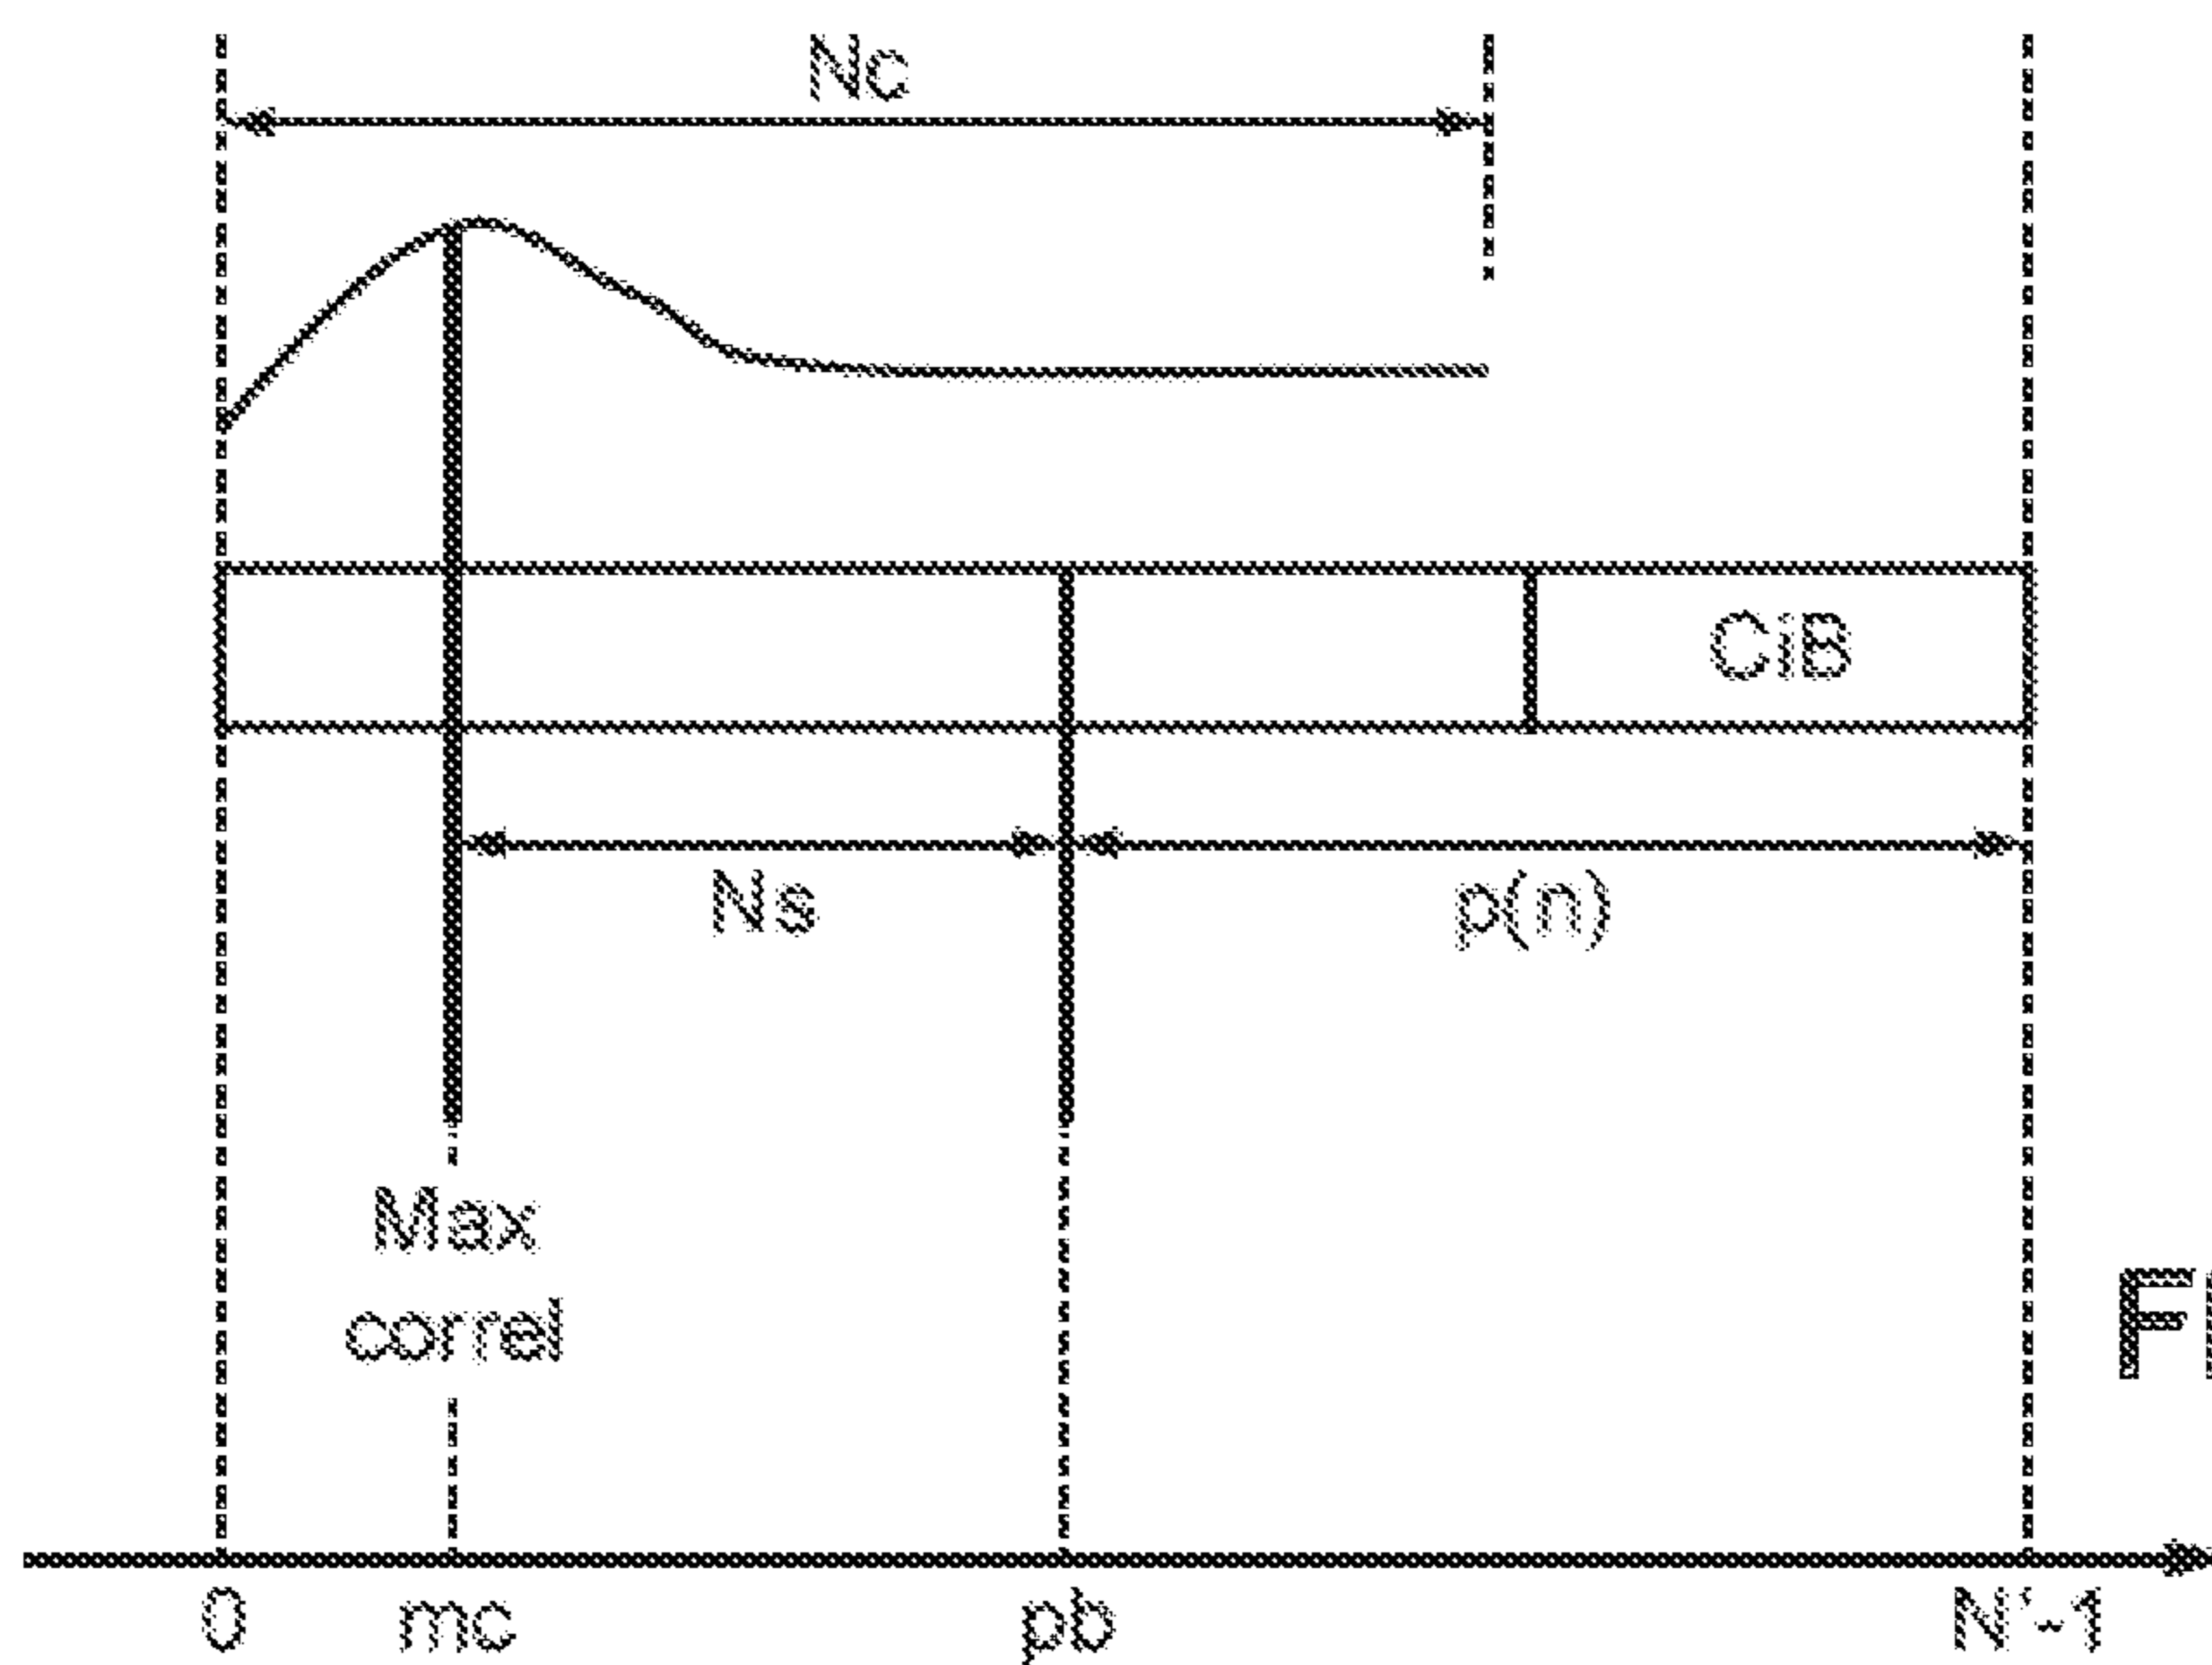 Nc
CiB
Ns p(n)
Max
correl
0 mc pb N'-1